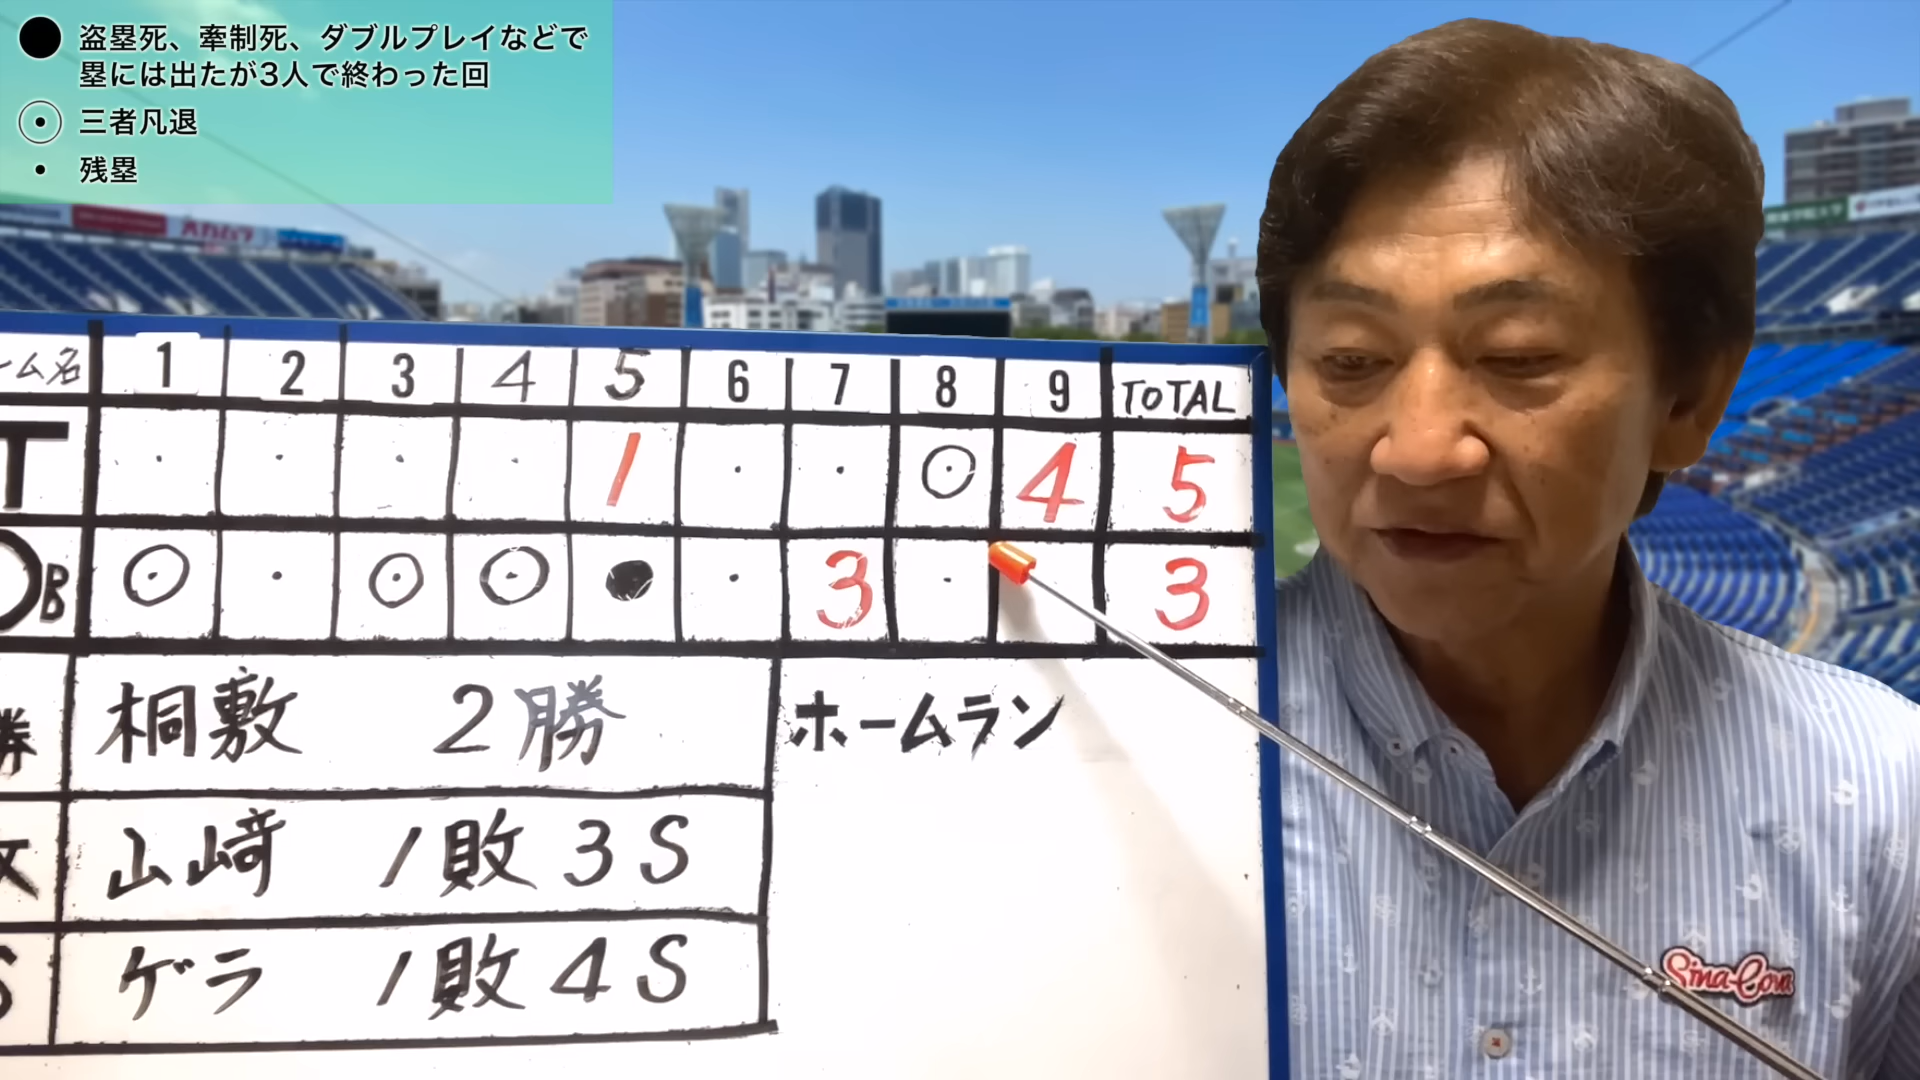 盗塁死、牽制死、ダブルプレイなどで
塁には出たが3人で終わった回
三者凡退
残塁
ーム名 1 2 3 4 5 6 7 8 9 TOTAL
T 1 4 5
B 3 3
桐敷 2勝 ホームラン
山﨑 1敗3S
ゲラ 1敗4S
Sina-Cova